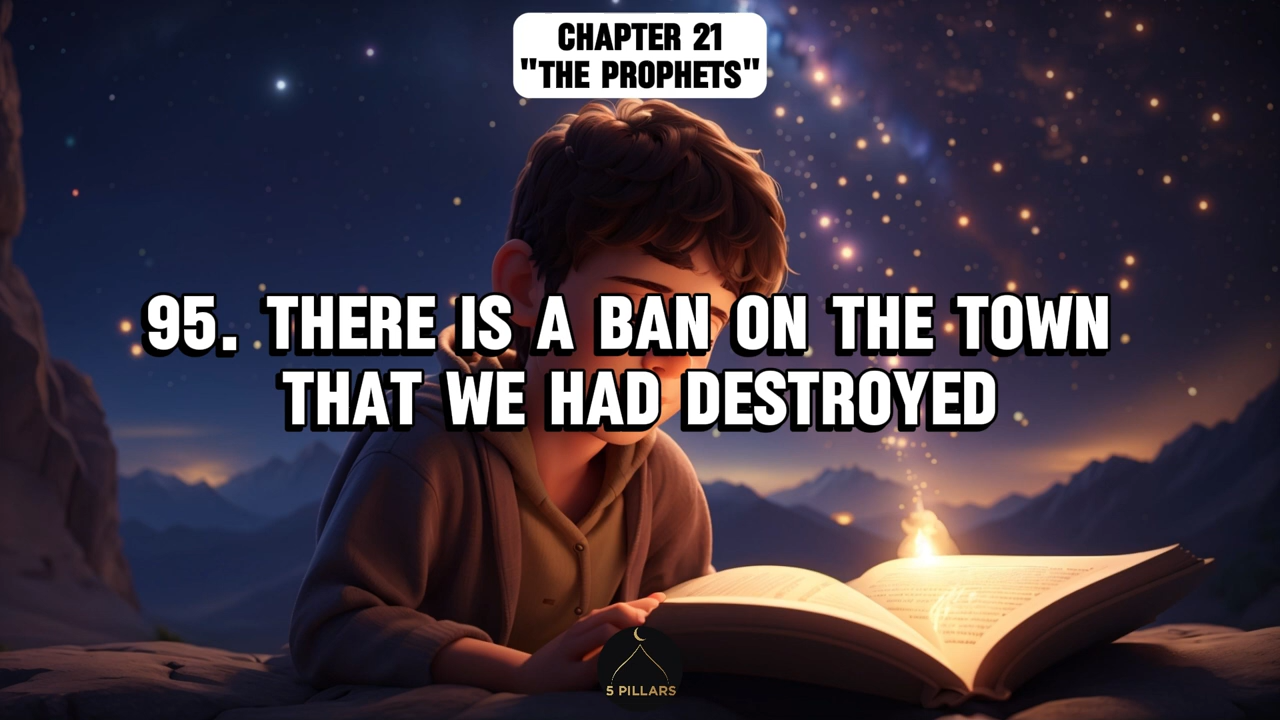 CHAPTER 21
"THE PROPHETS"
95. THERE IS A BAN ON THE TOWN
THAT WE HAD DESTROYED
5 PILLARS